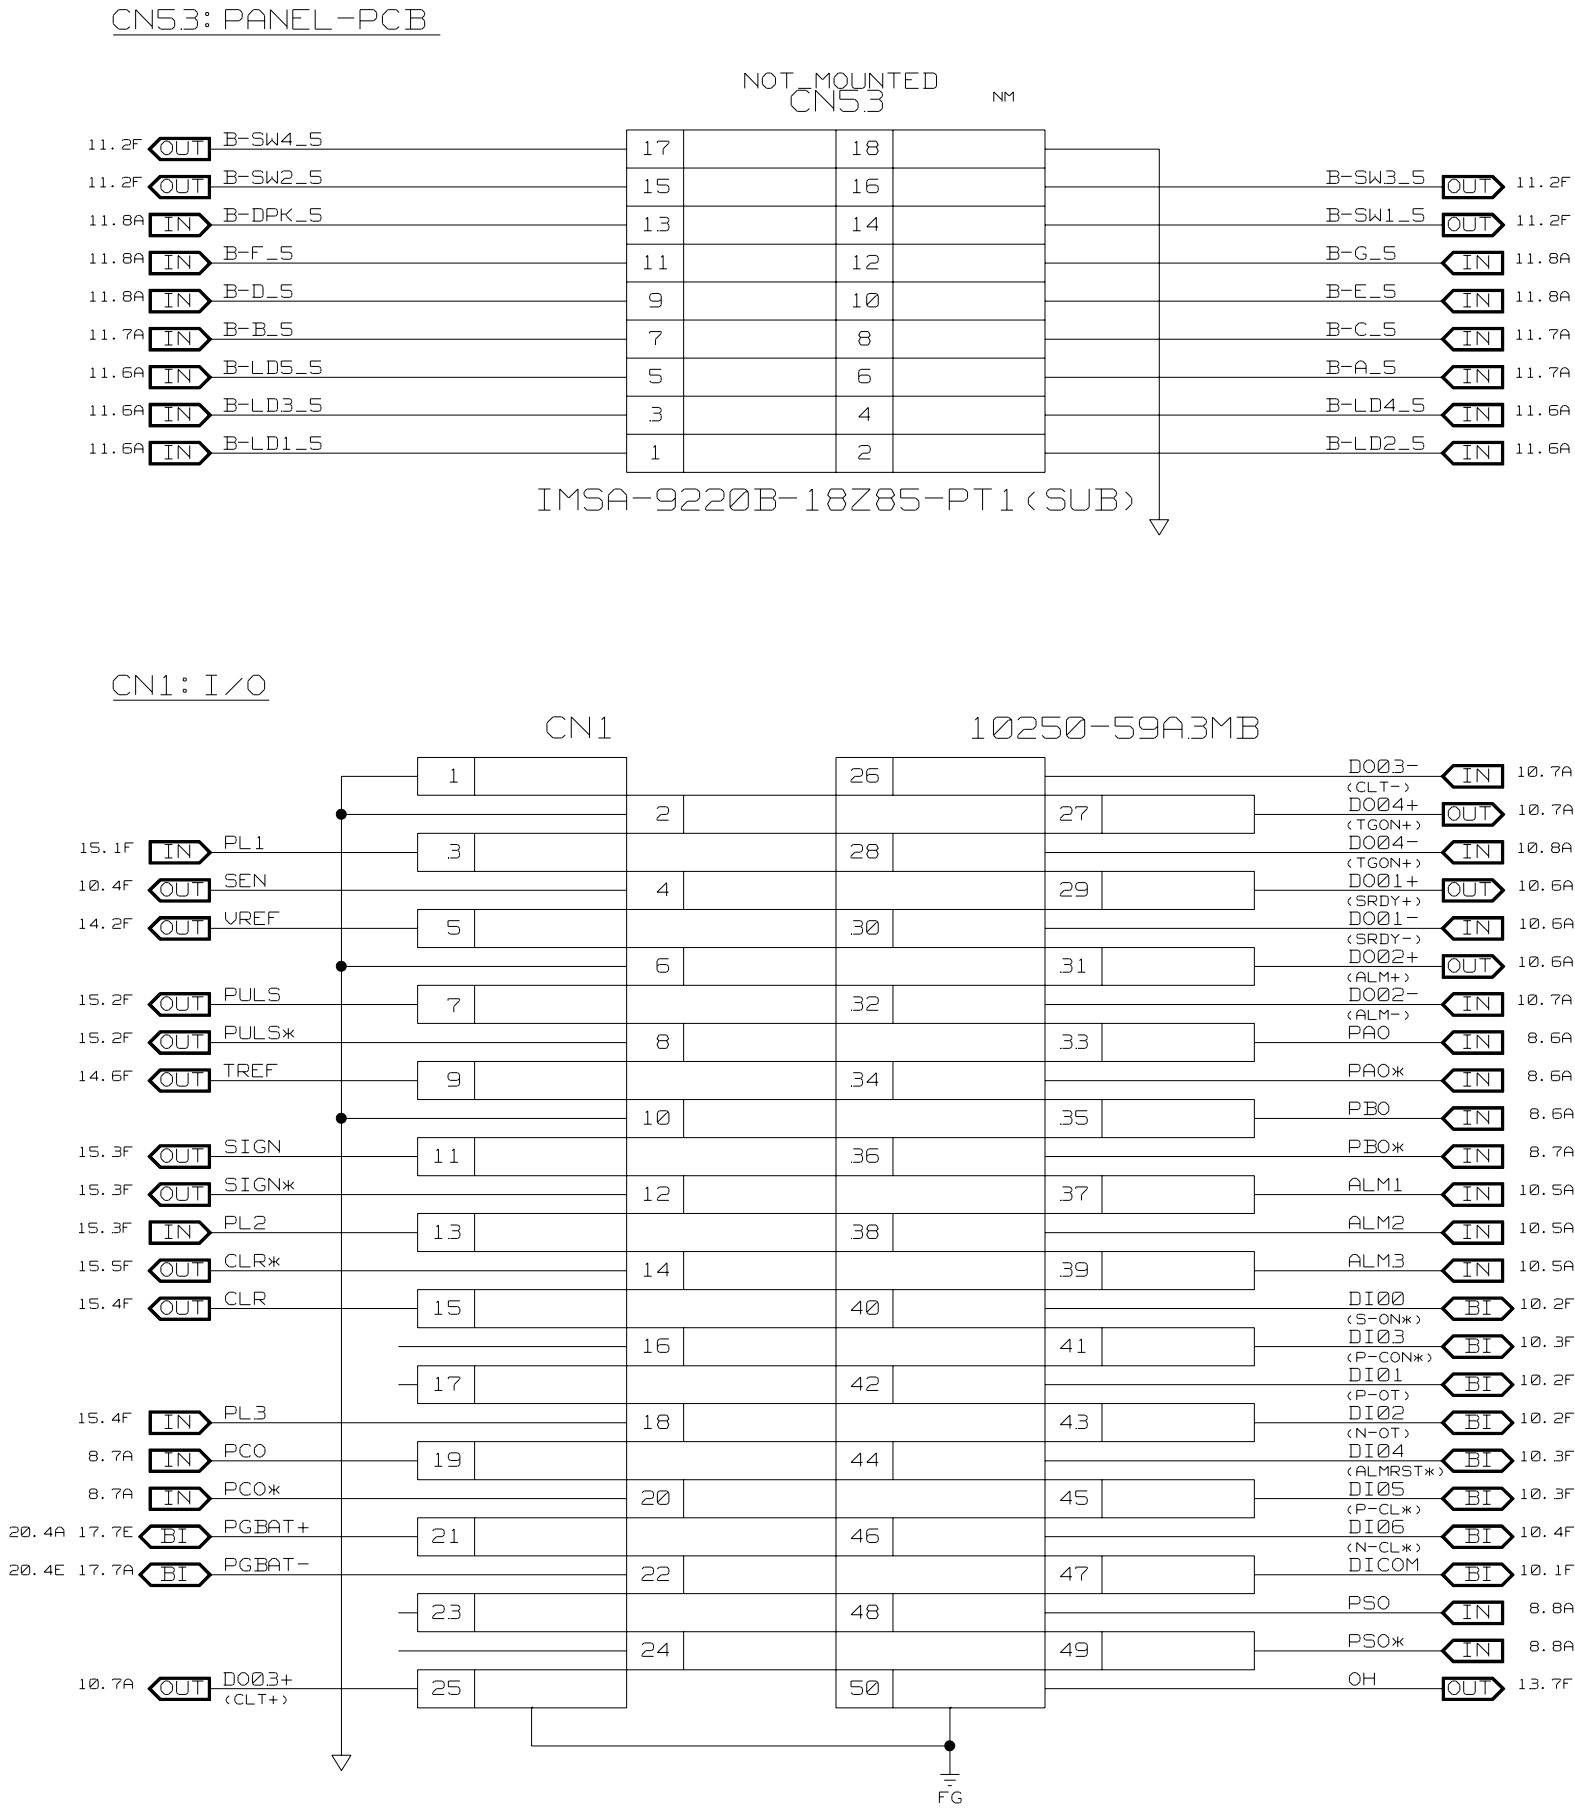 CN53: PANEL-PCB
NOT_MOUNTED
CN53 NM
11.2F OUT B-SW4_5 17 18
11.2F OUT B-SW2_5 15 16 B-SW3_5 OUT 11.2F
11.8A IN B-DPK_5 13 14 B-SW1_5 OUT 11.2F
11.8A IN B-F_5 11 12 B-G_5 IN 11.8A
11.8A IN B-D_5 9 10 B-E_5 IN 11.8A
11.7A IN B-B_5 7 8 B-C_5 IN 11.7A
11.6A IN B-LD5_5 5 6 B-A_5 IN 11.7A
11.6A IN B-LD3_5 3 4 B-LD4_5 IN 11.6A
11.6A IN B-LD1_5 1 2 B-LD2_5 IN 11.6A
IMSA-9220B-18Z85-PT1(SUB)
CN1: I/O
CN1 10250-59A3MB
1 26 DO03- IN 10.7A
(CLT-)
2 27 DO04+ OUT 10.7A
(TGON+)
15.1F IN PL1 3 28 DO04- IN 10.8A
(TGON+)
10.4F OUT SEN 4 29 DO01+ OUT 10.6A
(SRDY+)
14.2F OUT VREF 5 30 DO01- IN 10.6A
(SRDY-)
6 31 DO02+ OUT 10.6A
(ALM+)
15.2F OUT PULS 7 32 DO02- IN 10.7A
(ALM-)
15.2F OUT PULS* 8 33 PAO IN 8.6A
14.6F OUT TREF 9 34 PAO* IN 8.6A
10 35 PBO IN 8.6A
15.3F OUT SIGN 11 36 PBO* IN 8.7A
15.3F OUT SIGN* 12 37 ALM1 IN 10.5A
15.3F IN PL2 13 38 ALM2 IN 10.5A
15.5F OUT CLR* 14 39 ALM3 IN 10.5A
15.4F OUT CLR 15 40 DI00 BI 10.2F
(S-ON*)
16 41 DI03 BI 10.3F
(P-CON*)
17 42 DI01 BI 10.2F
(P-OT)
15.4F IN PL3 18 43 DI02 BI 10.2F
(N-OT)
8.7A IN PCO 19 44 DI04 BI 10.3F
(ALMRST*)
8.7A IN PCO* 20 45 DI05 BI 10.3F
(P-CL*)
20.4A 17.7E BI PGBAT+ 21 46 DI06 BI 10.4F
(N-CL*)
20.4E 17.7A BI PGBAT- 22 47 DICOM BI 10.1F
23 48 PSO IN 8.8A
24 49 PSO* IN 8.8A
10.7A OUT DO03+ 25 50 OH OUT 13.7F
(CLT+)
FG